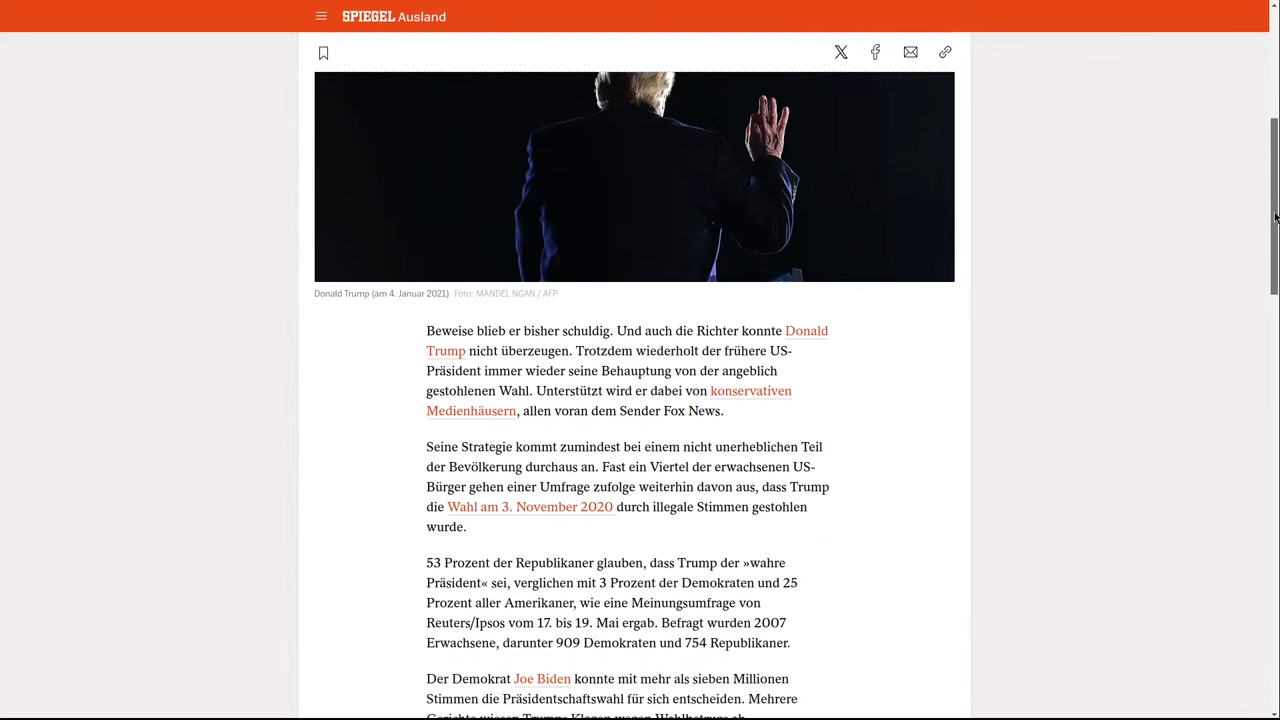 SPIEGEL Ausland
Donald Trump (am 4. Januar 2021) Foto: MANDEL NGAN / AFP
Beweise blieb er bisher schuldig. Und auch die Richter konnte Donald
Trump nicht überzeugen. Trotzdem wiederholt der frühere US-
Präsident immer wieder seine Behauptung von der angeblich
gestohlenen Wahl. Unterstützt wird er dabei von konservativen
Medienhäusern, allen voran dem Sender Fox News.
Seine Strategie kommt zumindest bei einem nicht unerheblichen Teil
der Bevölkerung durchaus an. Fast ein Viertel der erwachsenen US-
Bürger gehen einer Umfrage zufolge weiterhin davon aus, dass Trump
die Wahl am 3. November 2020 durch illegale Stimmen gestohlen
wurde.
53 Prozent der Republikaner glauben, dass Trump der »wahre
Präsident« sei, verglichen mit 3 Prozent der Demokraten und 25
Prozent aller Amerikaner, wie eine Meinungsumfrage von
Reuters/Ipsos vom 17. bis 19. Mai ergab. Befragt wurden 2007
Erwachsene, darunter 909 Demokraten und 754 Republikaner.
Der Demokrat Joe Biden konnte mit mehr als sieben Millionen
Stimmen die Präsidentschaftswahl für sich entscheiden. Mehrere
Gerichte wiesen Trumps Klagen wegen Wahlbetrugs ab